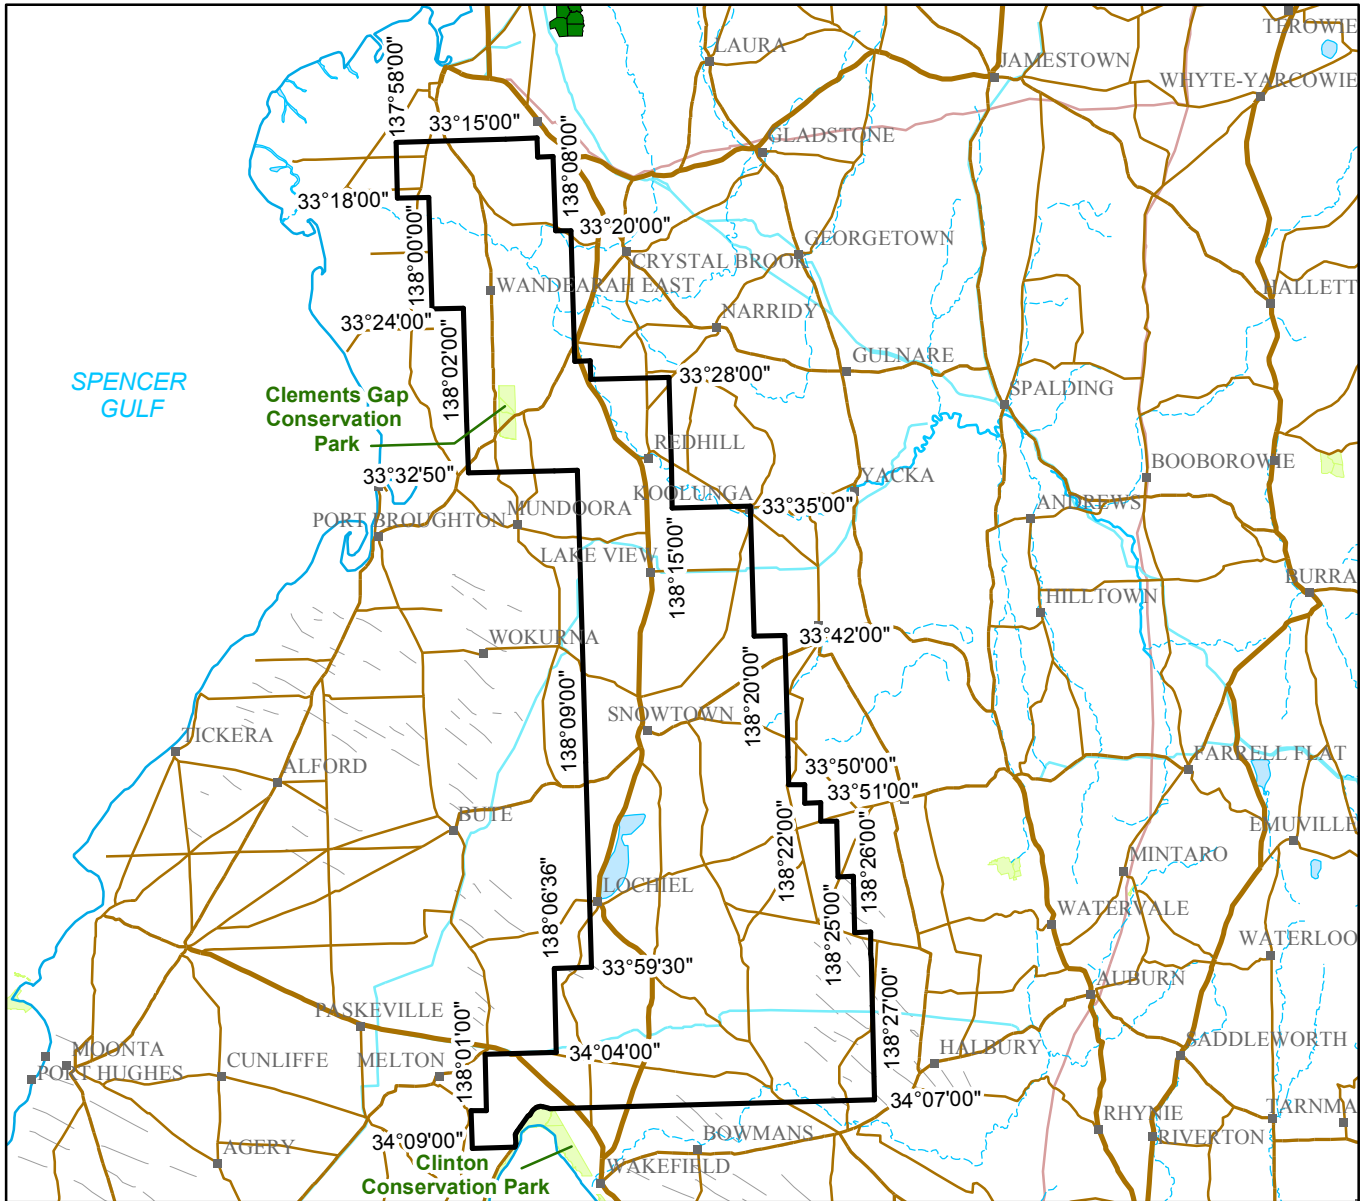 TEROWIE
LAURA
JAMESTOWN
WHYTE-YARCOWIE
137°58'00"
33°15'00"
138°08'00"
GLADSTONE
33°18'00"
138°00'00"
33°20'00"
GEORGETOWN
CRYSTAL BROOK
WANDEARAH EAST
HALLETT
NARRIDY
33°24'00"
138°02'00"
GULNARE
SPENCER
GULF
33°28'00"
SPALDING
Clements Gap
Conservation
Park
REDHILL
BOOBOROWIE
33°32'50"
YACKA
KOOLUNGA
33°35'00"
ANDREWS
PORT BROUGHTON
MUNDOORA
LAKE VIEW
138°15'00"
BURRA
HILLTOWN
WOKURNA
33°42'00"
138°09'00"
138°20'00"
SNOWTOWN
TICKERA
FARRELL FLAT
ALFORD
33°50'00"
33°51'00"
BUTE
EMUVILLE
138°22'00"
138°26'00"
MINTARO
LOCHIEL
138°06'36"
WATERVALE
138°25'00"
WATERLOO
33°59'30"
AUBURN
PASKEVILLE
138°27'00"
MOONTA
PORT HUGHES
CUNLIFFE
MELTON
138°01'00"
34°04'00"
HALBURY
SADDLEWORTH
34°07'00"
TARNMA
RHYNIE
RIVERTON
34°09'00"
AGERY
BOWMANS
Clinton
Conservation Park
WAKEFIELD